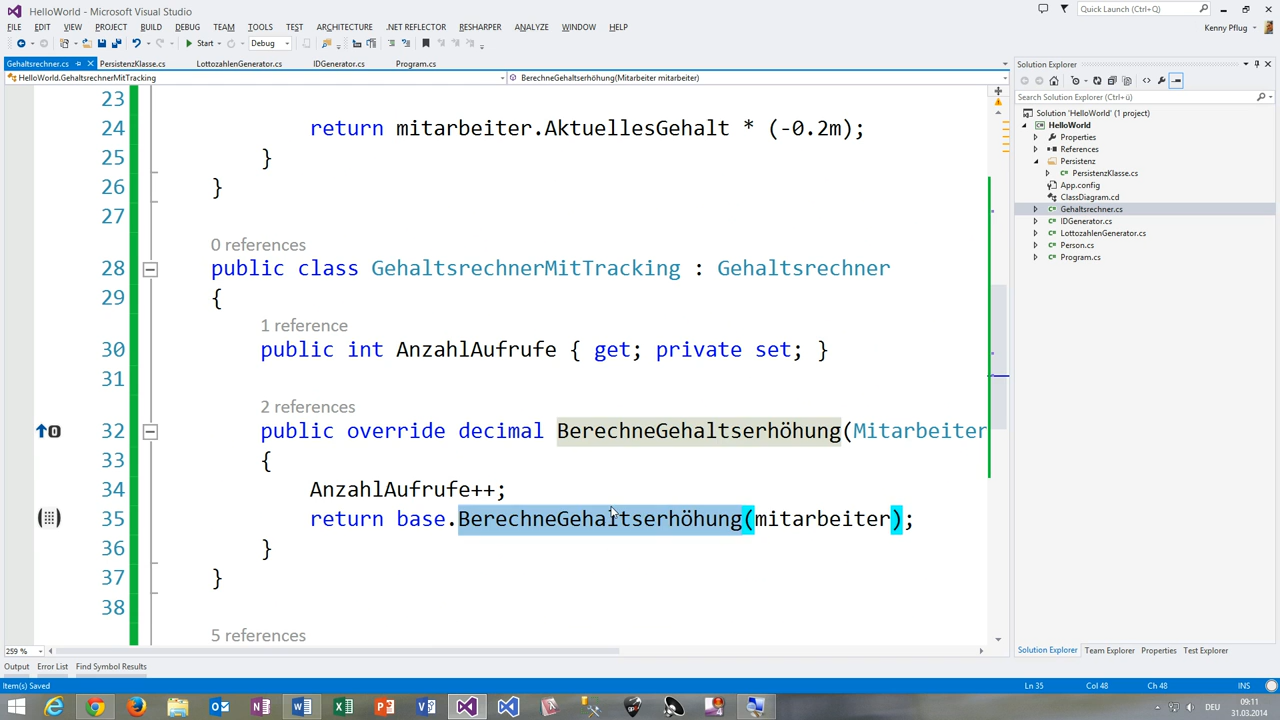 HelloWorld - Microsoft Visual Studio
Quick Launch (Ctrl+Q)
FILE EDIT VIEW PROJECT BUILD DEBUG TEAM TOOLS TEST ARCHITECTURE .NET REFLECTOR RESHARPER ANALYZE WINDOW HELP
Kenny Pflug
Start Debug
Gehaltsrechner.cs PersistenzKlasse.cs LottozahlenGenerator.cs IDGenerator.cs Program.cs
HelloWorld.GehaltsrechnerMitTracking BerechneGehaltserhöhung(Mitarbeiter mitarbeiter)
23
24 return mitarbeiter.AktuellesGehalt * (-0.2m);
25 }
26 }
27
0 references
28 public class GehaltsrechnerMitTracking : Gehaltsrechner
29 {
1 reference
30 public int AnzahlAufrufe { get; private set; }
31
2 references
32 public override decimal BerechneGehaltserhöhung(Mitarbeiter
33 {
34 AnzahlAufrufe++;
35 return base.BerechneGehaltserhöhung(mitarbeiter);
36 }
37 }
38
5 references
259 %
Solution Explorer
Search Solution Explorer (Ctrl+ü)
Solution 'HelloWorld' (1 project)
HelloWorld
Properties
References
Persistenz
PersistenzKlasse.cs
App.config
ClassDiagram.cd
Gehaltsrechner.cs
IDGenerator.cs
LottozahlenGenerator.cs
Person.cs
Program.cs
Solution Explorer Team Explorer Properties Test Explorer
Output Error List Find Symbol Results
Item(s) Saved Ln 35 Col 48 Ch 48 INS
DEU
09:11
31.03.2014